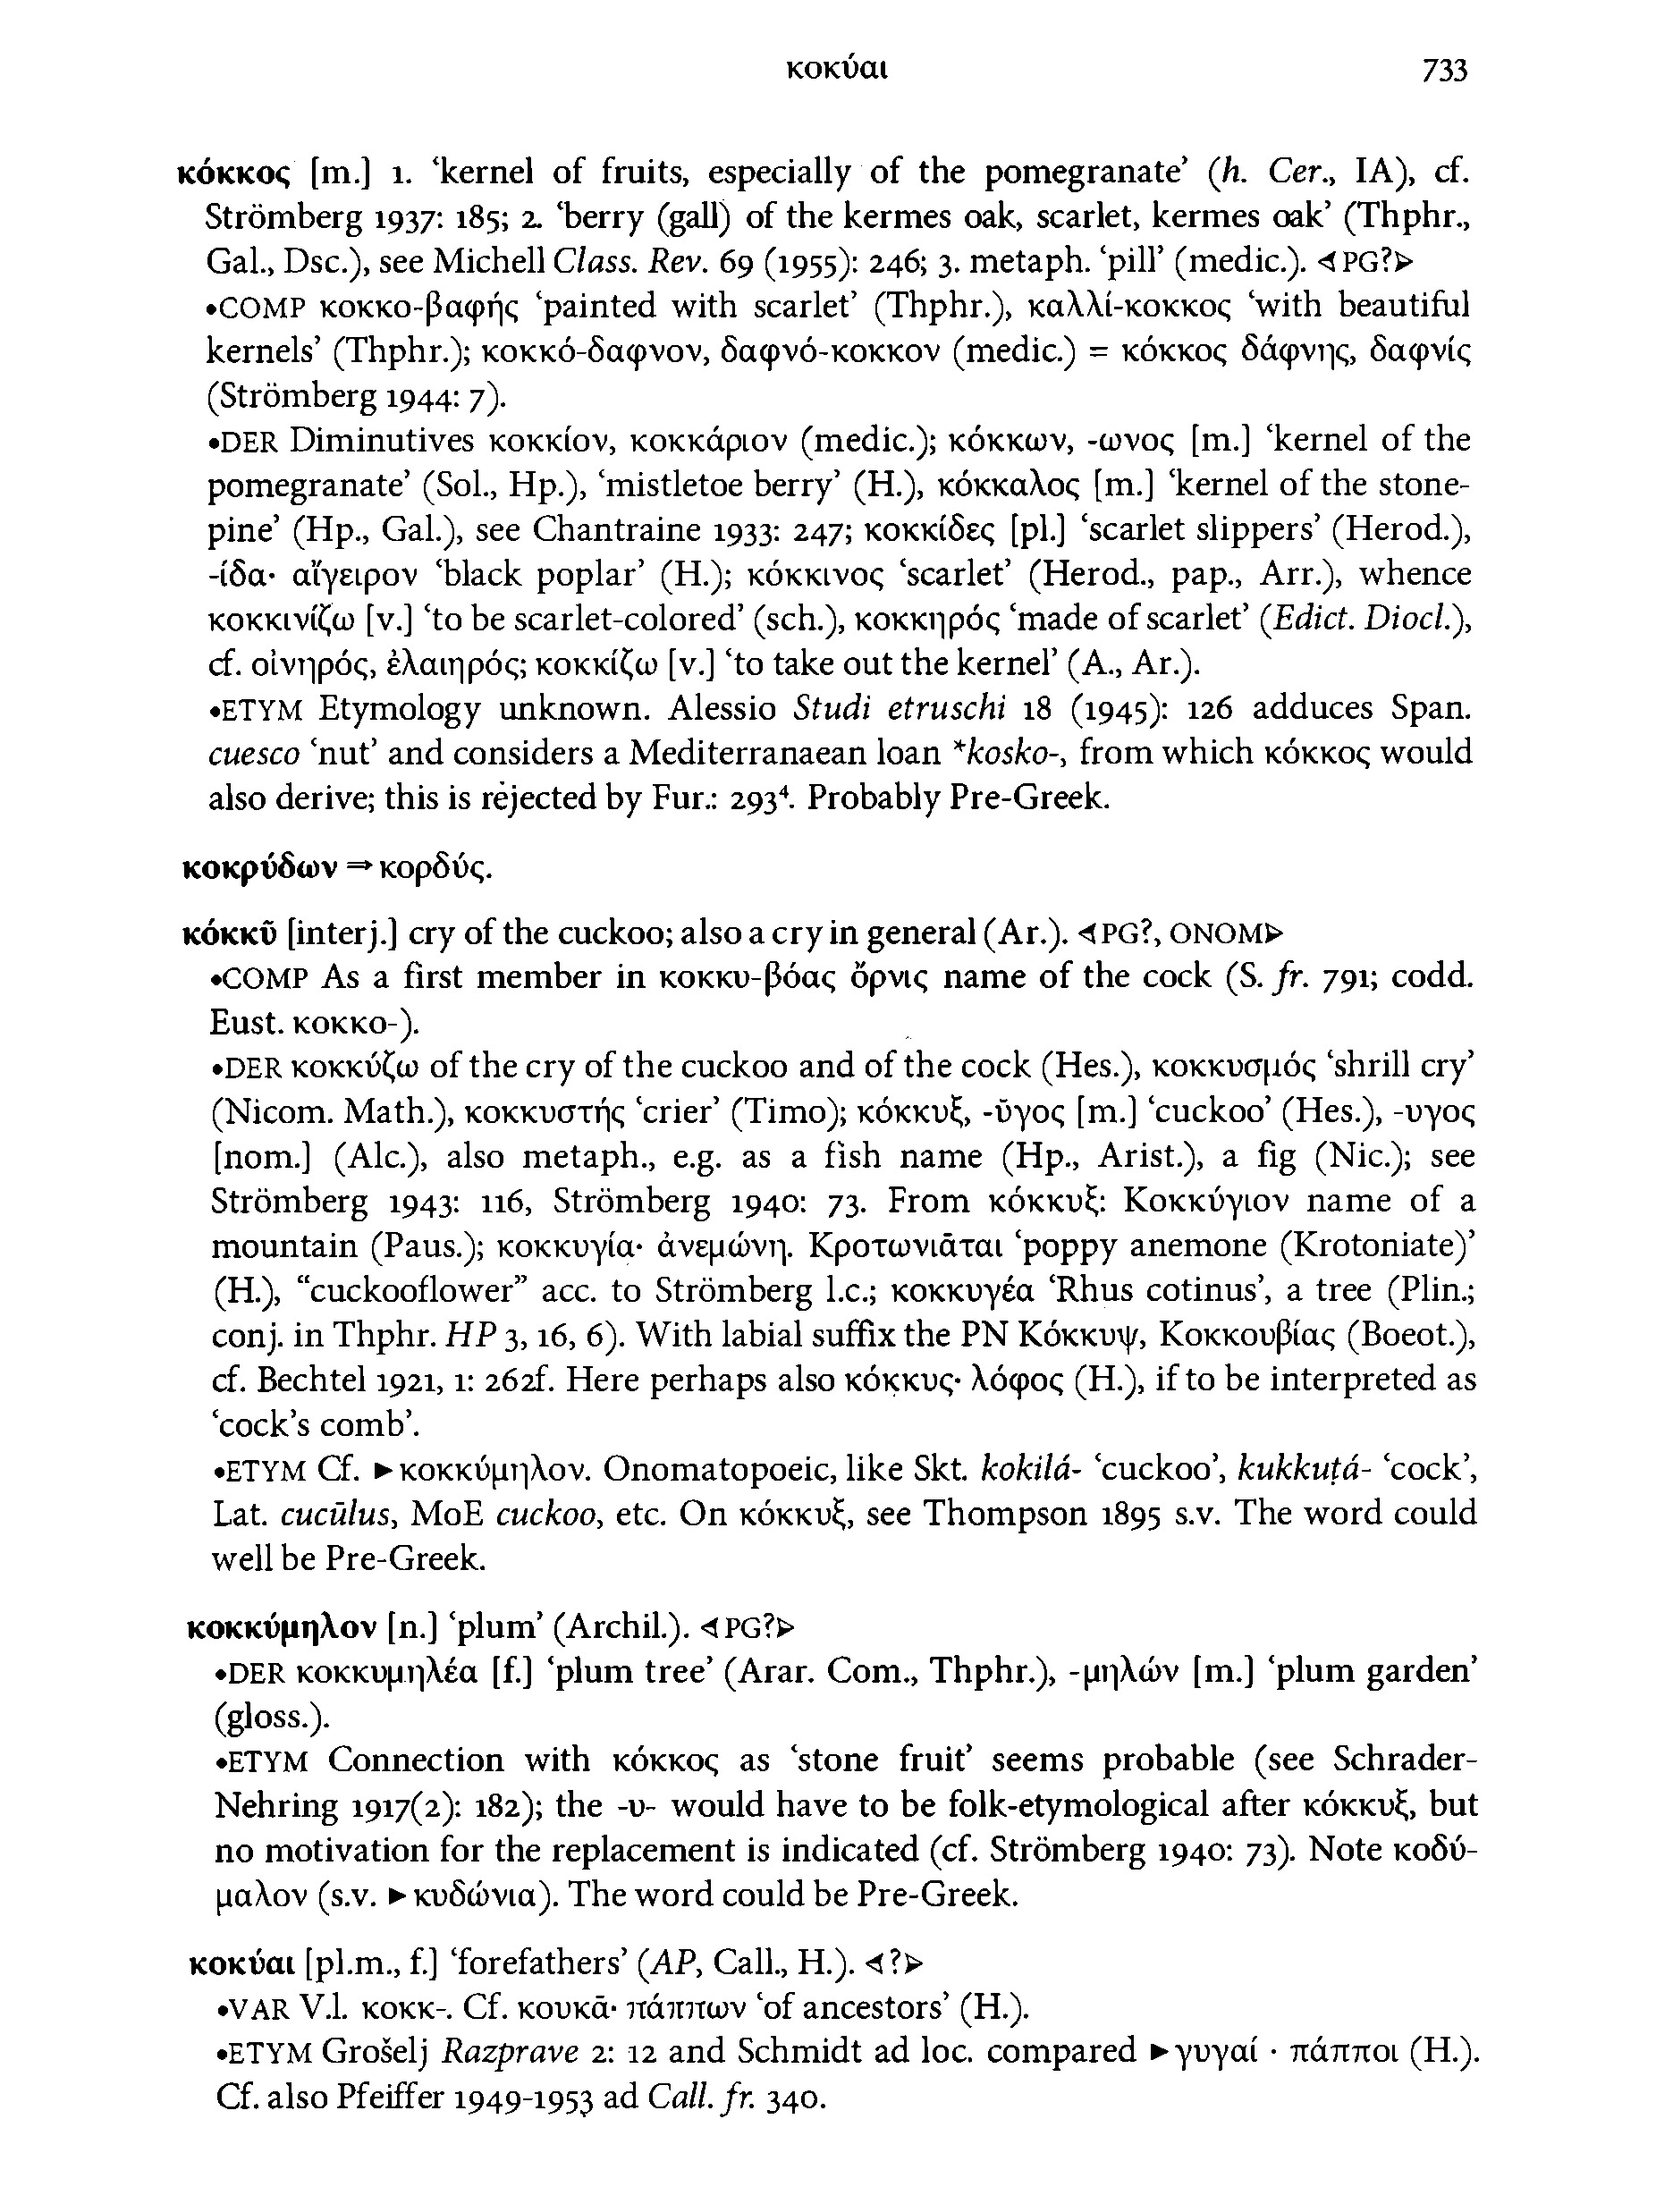 κοκύαι 733
κόκκος [m.] 1. ‘kernel of fruits, especially of the pomegranate’ (h. Cer., IA), cf.
Strömberg 1937: 185; 2. ‘berry (gall) of the kermes oak, scarlet, kermes oak’ (Thphr.,
Gal., Dsc.), see Michell Class. Rev. 69 (1955): 246; 3. metaph. ‘pill’ (medic.). ⊲PG?⊳
•COMP κοκκο-βαφής ‘painted with scarlet’ (Thphr.), καλλί-κοκκος ‘with beautiful
kernels’ (Thphr.); κοκκό-δαφνον, δαφνό-κοκκον (medic.) = κόκκος δάφνης, δαφνίς
(Strömberg 1944: 7).
•DER Diminutives κοκκίον, κοκκάριον (medic.); κόκκων, -ωνος [m.] ‘kernel of the
pomegranate’ (Sol., Hp.), ‘mistletoe berry’ (H.), κόκκαλος [m.] ‘kernel of the stone-
pine’ (Hp., Gal.), see Chantraine 1933: 247; κοκκίδες [pl.] ‘scarlet slippers’ (Herod.),
-ίδα· αἴγειρον ‘black poplar’ (H.); κόκκινος ‘scarlet’ (Herod., pap., Arr.), whence
κοκκινίζω [v.] ‘to be scarlet-colored’ (sch.), κοκκηρός ‘made of scarlet’ (Edict. Diocl.),
cf. οἰνηρός, ἐλαιηρός; κοκκίζω [v.] ‘to take out the kernel’ (A., Ar.).
•ETYM Etymology unknown. Alessio Studi etruschi 18 (1945): 126 adduces Span.
cuesco ‘nut’ and considers a Mediterranaean loan *kosko-, from which κόκκος would
also derive; this is rejected by Fur.: 293⁴. Probably Pre-Greek.
κοκρύδων ⇒ κορδύς.
κόκκῡ [interj.] cry of the cuckoo; also a cry in general (Ar.). ⊲PG?, ONOM⊳
•COMP As a first member in κοκκυ-βόας ὄρνις name of the cock (S. fr. 791; codd.
Eust. κοκκο-).
•DER κοκκύζω of the cry of the cuckoo and of the cock (Hes.), κοκκυσμός ‘shrill cry’
(Nicom. Math.), κοκκυστής ‘crier’ (Timo); κόκκυξ, -ῡγος [m.] ‘cuckoo’ (Hes.), -υγος
[nom.] (Alc.), also metaph., e.g. as a fish name (Hp., Arist.), a fig (Nic.); see
Strömberg 1943: 116, Strömberg 1940: 73. From κόκκυξ: Κοκκύγιον name of a
mountain (Paus.); κοκκυγία· ἀνεμώνη. Κροτωνιᾶται ‘poppy anemone (Krotoniate)’
(H.), “cuckooflower” acc. to Strömberg l.c.; κοκκυγέα ‘Rhus cotinus’, a tree (Plin.;
conj. in Thphr. HP 3, 16, 6). With labial suffix the PN Κόκκυψ, Κοκκουβίας (Boeot.),
cf. Bechtel 1921, 1: 262f. Here perhaps also κόκκυς· λόφος (H.), if to be interpreted as
‘cock’s comb’.
•ETYM Cf. ►κοκκύμηλον. Onomatopoeic, like Skt. kokilá- ‘cuckoo’, kukkuṭá- ‘cock’,
Lat. cucūlus, MoE cuckoo, etc. On κόκκυξ, see Thompson 1895 s.v. The word could
well be Pre-Greek.
κοκκύμηλον [n.] ‘plum’ (Archil.). ⊲PG?⊳
•DER κοκκυμηλέα [f.] ‘plum tree’ (Arar. Com., Thphr.), -μηλών [m.] ‘plum garden’
(gloss.).
•ETYM Connection with κόκκος as ‘stone fruit’ seems probable (see Schrader-
Nehring 1917(2): 182); the -υ- would have to be folk-etymological after κόκκυξ, but
no motivation for the replacement is indicated (cf. Strömberg 1940: 73). Note κοδύ-
μαλον (s.v. ►κυδώνια). The word could be Pre-Greek.
κοκύαι [pl.m., f.] ‘forefathers’ (AP, Call., H.). ⊲?⊳
•VAR V.l. κοκκ-. Cf. κουκᾶ· πάππων ‘of ancestors’ (H.).
•ETYM Grošelj Razprave 2: 12 and Schmidt ad loc. compared ►γυγαί · πάπποι (H.).
Cf. also Pfeiffer 1949-1953 ad Call. fr. 340.